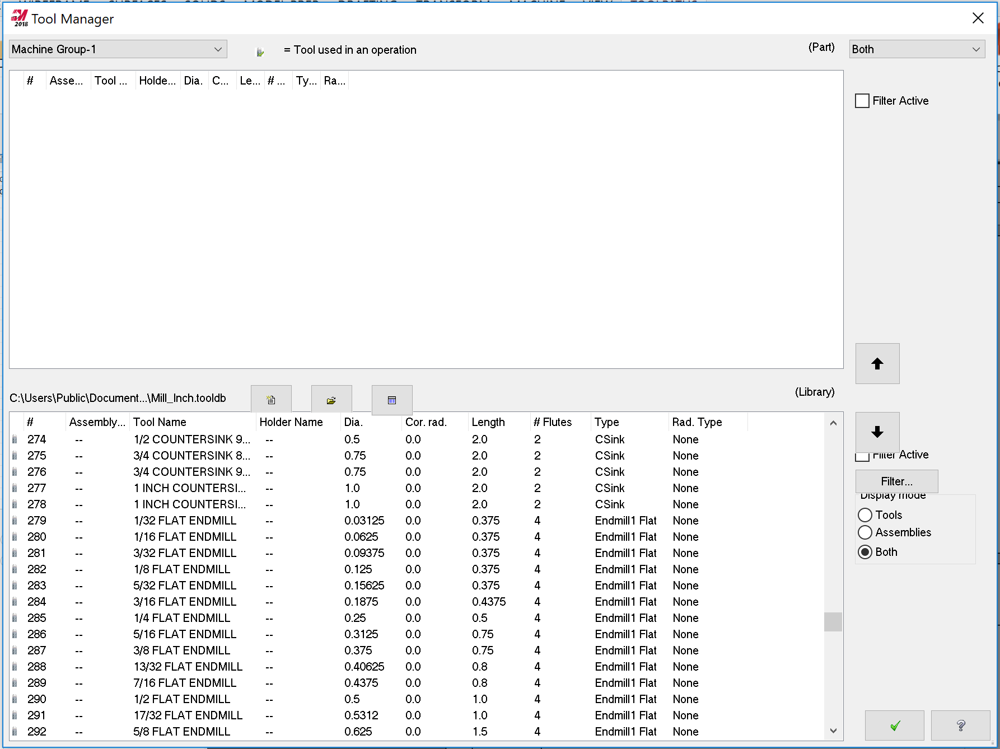 WIREFRAME SURFACES SOLIDS MODEL PREP DRAFTING TRANSFORM MACHINE VIEW TOOLPATHS
2018 Tool Manager
Machine Group-1 = Tool used in an operation (Part) Both
# Asse... Tool ... Holde... Dia. C... Le... # ... Ty... Ra...
Filter Active
C:\Users\Public\Document...\Mill_Inch.tooldb (Library)
# Assembly... Tool Name Holder Name Dia. Cor. rad. Length # Flutes Type Rad. Type
274 -- 1/2 COUNTERSINK 9... -- 0.5 0.0 2.0 2 CSink None
275 -- 3/4 COUNTERSINK 8... -- 0.75 0.0 2.0 2 CSink None
276 -- 3/4 COUNTERSINK 9... -- 0.75 0.0 2.0 2 CSink None
277 -- 1 INCH COUNTERSI... -- 1.0 0.0 2.0 2 CSink None
278 -- 1 INCH COUNTERSI... -- 1.0 0.0 2.0 2 CSink None
279 -- 1/32 FLAT ENDMILL -- 0.03125 0.0 0.375 4 Endmill1 Flat None
280 -- 1/16 FLAT ENDMILL -- 0.0625 0.0 0.375 4 Endmill1 Flat None
281 -- 3/32 FLAT ENDMILL -- 0.09375 0.0 0.375 4 Endmill1 Flat None
282 -- 1/8 FLAT ENDMILL -- 0.125 0.0 0.375 4 Endmill1 Flat None
283 -- 5/32 FLAT ENDMILL -- 0.15625 0.0 0.375 4 Endmill1 Flat None
284 -- 3/16 FLAT ENDMILL -- 0.1875 0.0 0.4375 4 Endmill1 Flat None
285 -- 1/4 FLAT ENDMILL -- 0.25 0.0 0.5 4 Endmill1 Flat None
286 -- 5/16 FLAT ENDMILL -- 0.3125 0.0 0.75 4 Endmill1 Flat None
287 -- 3/8 FLAT ENDMILL -- 0.375 0.0 0.75 4 Endmill1 Flat None
288 -- 13/32 FLAT ENDMILL -- 0.40625 0.0 0.8 4 Endmill1 Flat None
289 -- 7/16 FLAT ENDMILL -- 0.4375 0.0 0.8 4 Endmill1 Flat None
290 -- 1/2 FLAT ENDMILL -- 0.5 0.0 1.0 4 Endmill1 Flat None
291 -- 17/32 FLAT ENDMILL -- 0.5312 0.0 1.0 4 Endmill1 Flat None
292 -- 5/8 FLAT ENDMILL -- 0.625 0.0 1.5 4 Endmill1 Flat None
Filter Active
Filter...
Display mode
Tools
Assemblies
Both
?